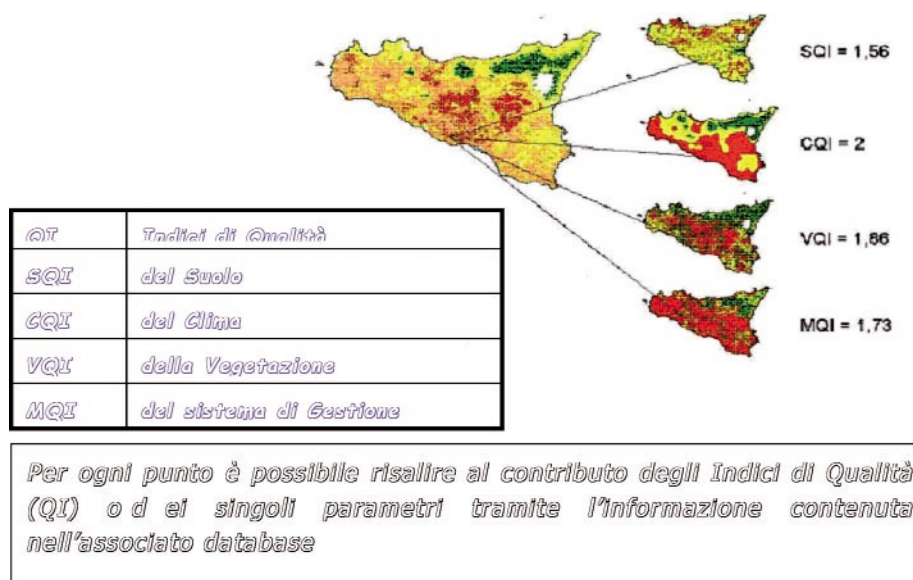 SQI = 1,56
CQI = 2
VQI = 1,86
MQI = 1,73
QI Indici di Qualità
SQI del Suolo
CQI del Clima
VQI della Vegetazione
MQI del sistema di Gestione
Per ogni punto è possibile risalire al contributo degli Indici di Qualità
(QI) o d ei singoli parametri tramite l'informazione contenuta
nell'associato database